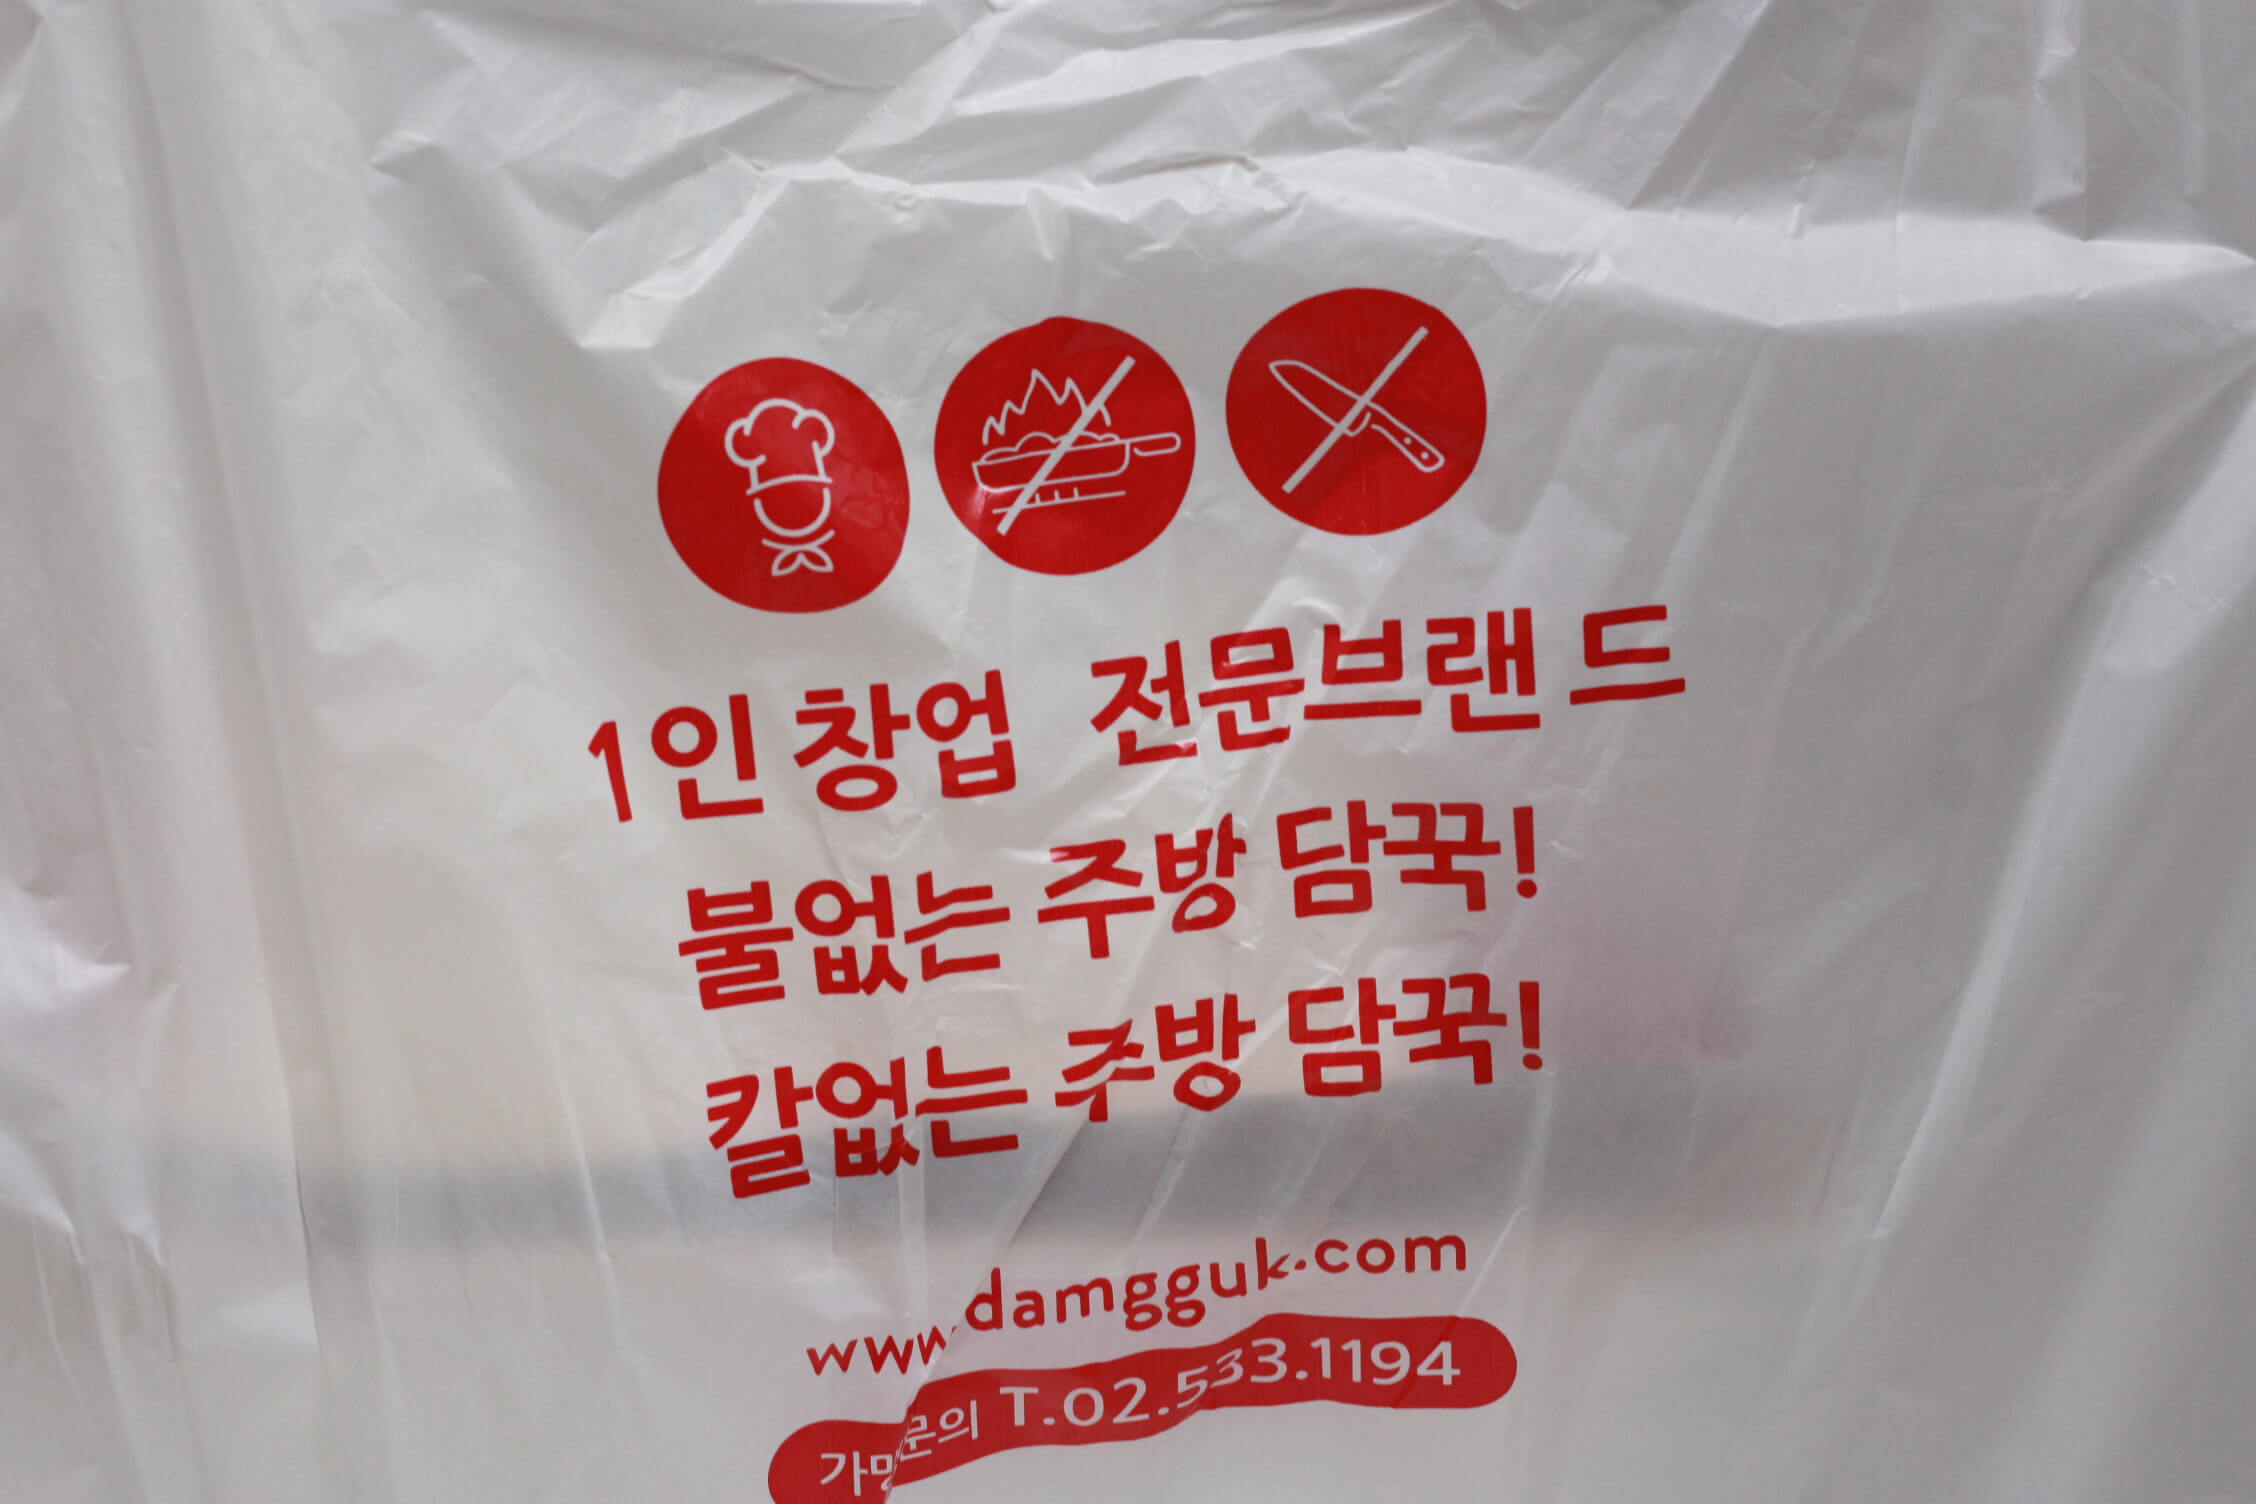 1인 창업 전문브랜드
불없는 주방 담꾹!
칼없는 주방 담꾹!
www.damgguk.com
T.02.533.1194